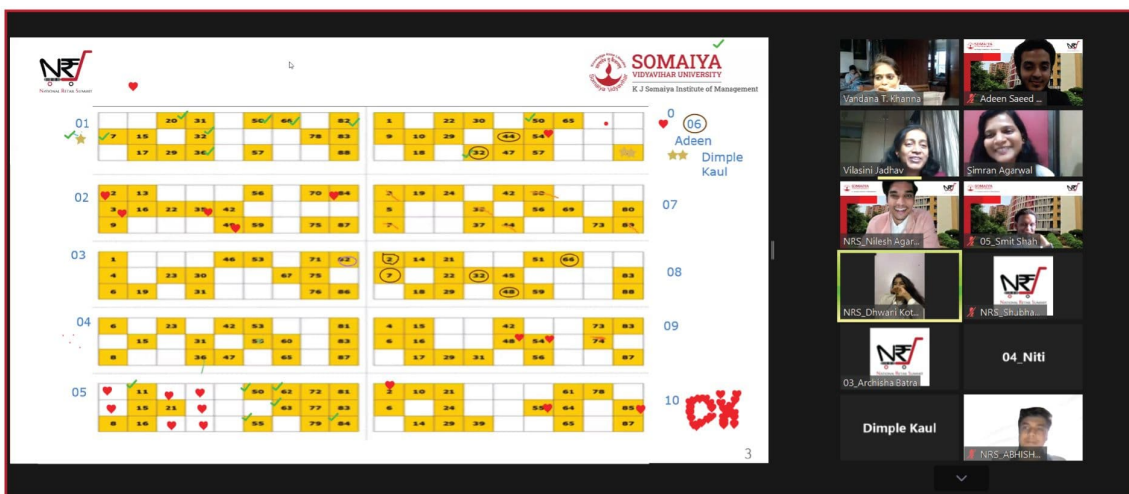 NRS
NATIONAL RETAIL SUMMIT
SOMAIYA
VIDYAVIHAR UNIVERSITY
K J Somaiya Institute of Management
01
20 31 50 66 82
7 15 32 78 83
17 29 36 57 88
1 22 30 50 65
9 10 29 44 54
18 32 47 57
06
Adeen
Dimple
Kaul
02
2 13 56 70 84
3 16 22 35 42
9 45 59 75 87
19 24 42
5 56 69 80
7 37 44 73
07
03
1 46 53 71
4 23 30 67 75
6 19 31 76 86
2 14 21 51 66
7 22 32 45 83
18 29 48 59 88
08
04
6 23 42 53 81
15 31 60 83
8 36 47 65 87
4 15 42 73 83
6 16 48 54 74
17 29 31 56 87
09
05
11 50 62 72 81
15 21 63 77 83
8 16 55 79 84
2 10 21 61 78
6 24 55 64 85
14 29 39 65 87
10
3
Vandana T. Khanna
Adeen Saeed ...
Vilasini Jadhav
Simran Agarwal
NRS_Nilesh Agar...
05_Smit Shah
NRS_Dhwani Kot...
NRS_Shubha...
03_Archisha Batra
04_Niti
Dimple Kaul
NRS_ABHISH...